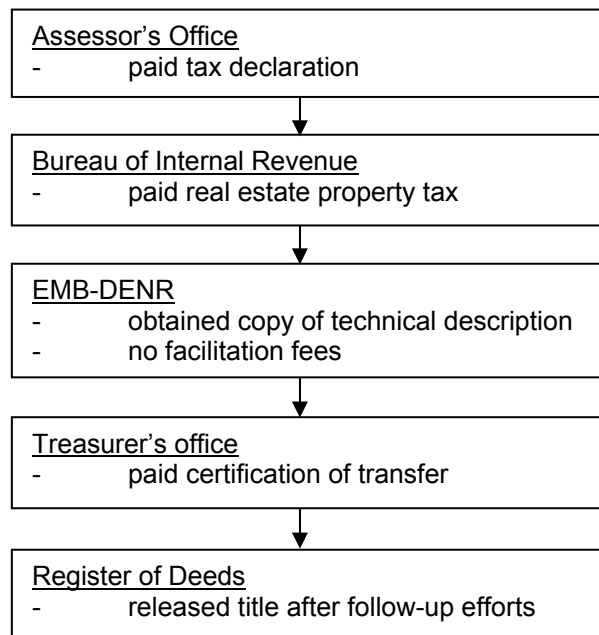 Assessor’s Office
- paid tax declaration
Bureau of Internal Revenue
- paid real estate property tax
EMB-DENR
- obtained copy of technical description
- no facilitation fees
Treasurer’s office
- paid certification of transfer
Register of Deeds
- released title after follow-up efforts